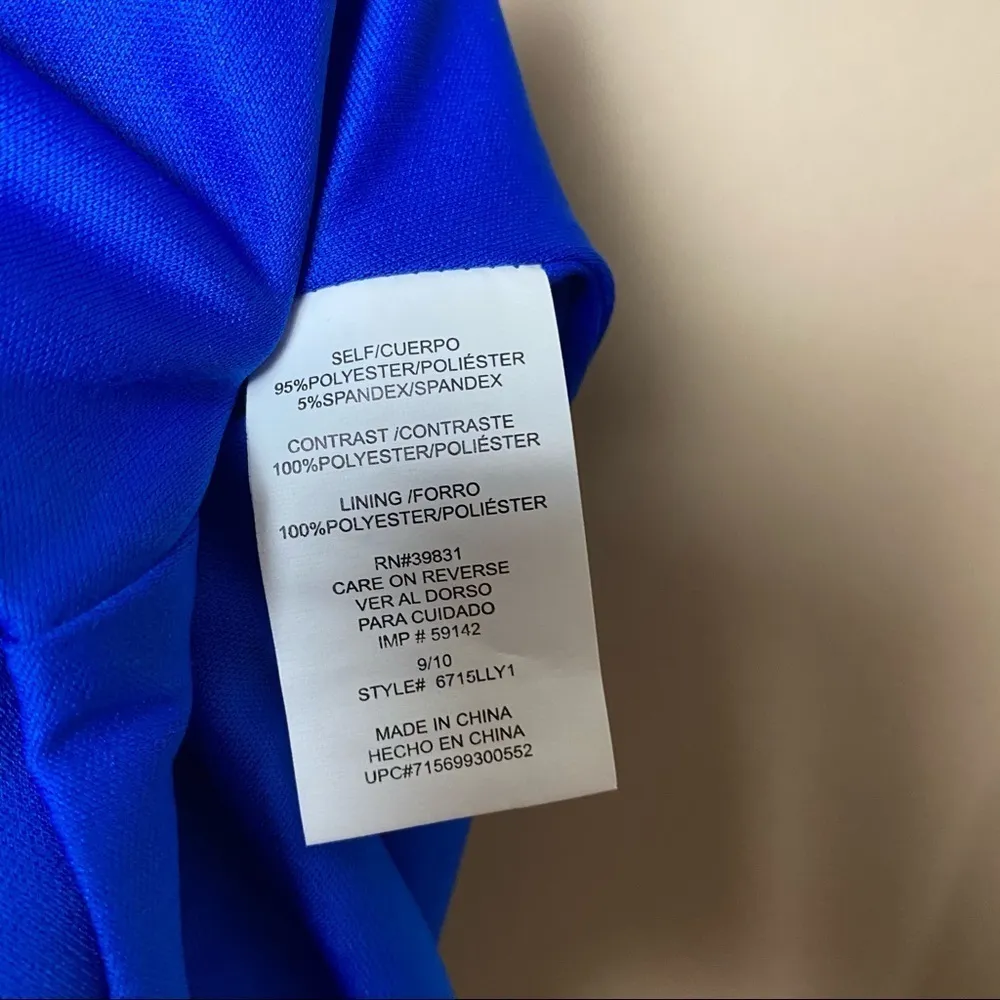 SELF/CUERPO
95%POLYESTER/POLIÉSTER
5%SPANDEX/SPANDEX
CONTRAST /CONTRASTE
100%POLYESTER/POLIÉSTER
LINING /FORRO
100%POLYESTER/POLIÉSTER
RN#39831
CARE ON REVERSE
VER AL DORSO
PARA CUIDADO
IMP # 59142
9/10
STYLE# 6715LLY1
MADE IN CHINA
HECHO EN CHINA
UPC#715699300552